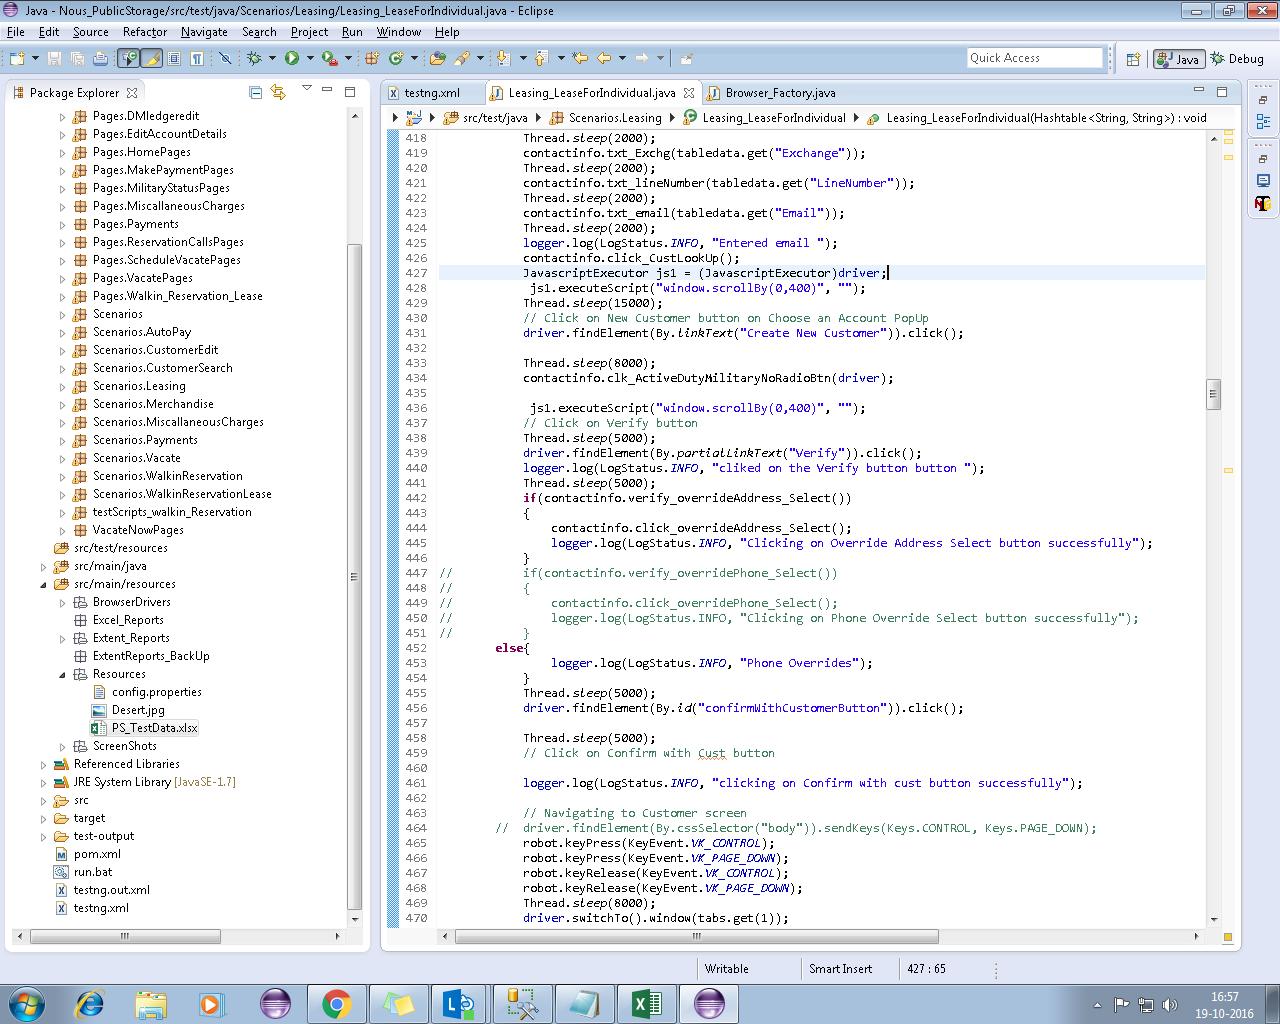 Java - Nous_PublicStorage/src/test/java/Scenarios/Leasing/Leasing_LeaseForIndividual.java - Eclipse
File Edit Source Refactor Navigate Search Project Run Window Help
Quick Access
Java
Debug
Package Explorer
Pages.DMledgeredit
Pages.EditAccountDetails
Pages.HomePages
Pages.MakePaymentPages
Pages.MilitaryStatusPages
Pages.MiscallaneousCharges
Pages.Payments
Pages.ReservationCallsPages
Pages.ScheduleVacatePages
Pages.VacatePages
Pages.Walkin_Reservation_Lease
Scenarios
Scenarios.AutoPay
Scenarios.CustomerEdit
Scenarios.CustomerSearch
Scenarios.Leasing
Scenarios.Merchandise
Scenarios.MiscallaneousCharges
Scenarios.Payments
Scenarios.Vacate
Scenarios.WalkinReservation
Scenarios.WalkinReservationLease
testScripts_walkin_Reservation
VacateNowPages
src/test/resources
src/main/java
src/main/resources
BrowserDrivers
Excel_Reports
Extent_Reports
ExtentReports_BackUp
Resources
config.properties
Desert.jpg
PS_TestData.xlsx
ScreenShots
Referenced Libraries
JRE System Library [JavaSE-1.7]
src
target
test-output
pom.xml
run.bat
testng.out.xml
testng.xml
testng.xml Leasing_LeaseForIndividual.java Browser_Factory.java
src/test/java Scenarios.Leasing Leasing_LeaseForIndividual Leasing_LeaseForIndividual(Hashtable<String, String>) : void
418 Thread.sleep(2000);
419 contactinfo.txt_Exchg(tabledata.get("Exchange"));
420 Thread.sleep(2000);
421 contactinfo.txt_lineNumber(tabledata.get("LineNumber"));
422 Thread.sleep(2000);
423 contactinfo.txt_email(tabledata.get("Email"));
424 Thread.sleep(2000);
425 logger.log(LogStatus.INFO, "Entered email ");
426 contactinfo.click_CustLookUp();
427 JavascriptExecutor js1 = (JavascriptExecutor)driver;
428 js1.executeScript("window.scrollBy(0,400)", "");
429 Thread.sleep(15000);
430 // Click on New Customer button on Choose an Account PopUp
431 driver.findElement(By.linkText("Create New Customer")).click();
432
433 Thread.sleep(8000);
434 contactinfo.clk_ActiveDutyMilitaryNoRadioBtn(driver);
435
436 js1.executeScript("window.scrollBy(0,400)", "");
437 // Click on Verify button
438 Thread.sleep(5000);
439 driver.findElement(By.partialLinkText("Verify")).click();
440 logger.log(LogStatus.INFO, "cliked on the Verify button button ");
441 Thread.sleep(5000);
442 if(contactinfo.verify_overrideAddress_Select())
443 {
444 contactinfo.click_overrideAddress_Select();
445 logger.log(LogStatus.INFO, "Clicking on Override Address Select button successfully");
446 }
447 // if(contactinfo.verify_overridePhone_Select())
448 // {
449 // contactinfo.click_overridePhone_Select();
450 // logger.log(LogStatus.INFO, "Clicking on Phone Override Select button successfully");
451 // }
452 else{
453 logger.log(LogStatus.INFO, "Phone Overrides");
454 }
455 Thread.sleep(5000);
456 driver.findElement(By.id("confirmWithCustomerButton")).click();
457
458 Thread.sleep(5000);
459 // Click on Confirm with Cust button
460
461 logger.log(LogStatus.INFO, "clicking on Confirm with cust button successfully");
462
463 // Navigating to Customer screen
464 // driver.findElement(By.cssSelector("body")).sendKeys(Keys.CONTROL, Keys.PAGE_DOWN);
465 robot.keyPress(KeyEvent.VK_CONTROL);
466 robot.keyPress(KeyEvent.VK_PAGE_DOWN);
467 robot.keyRelease(KeyEvent.VK_CONTROL);
468 robot.keyRelease(KeyEvent.VK_PAGE_DOWN);
469 Thread.sleep(8000);
470 driver.switchTo().window(tabs.get(1));
Writable Smart Insert 427 : 65
16:57
19-10-2016